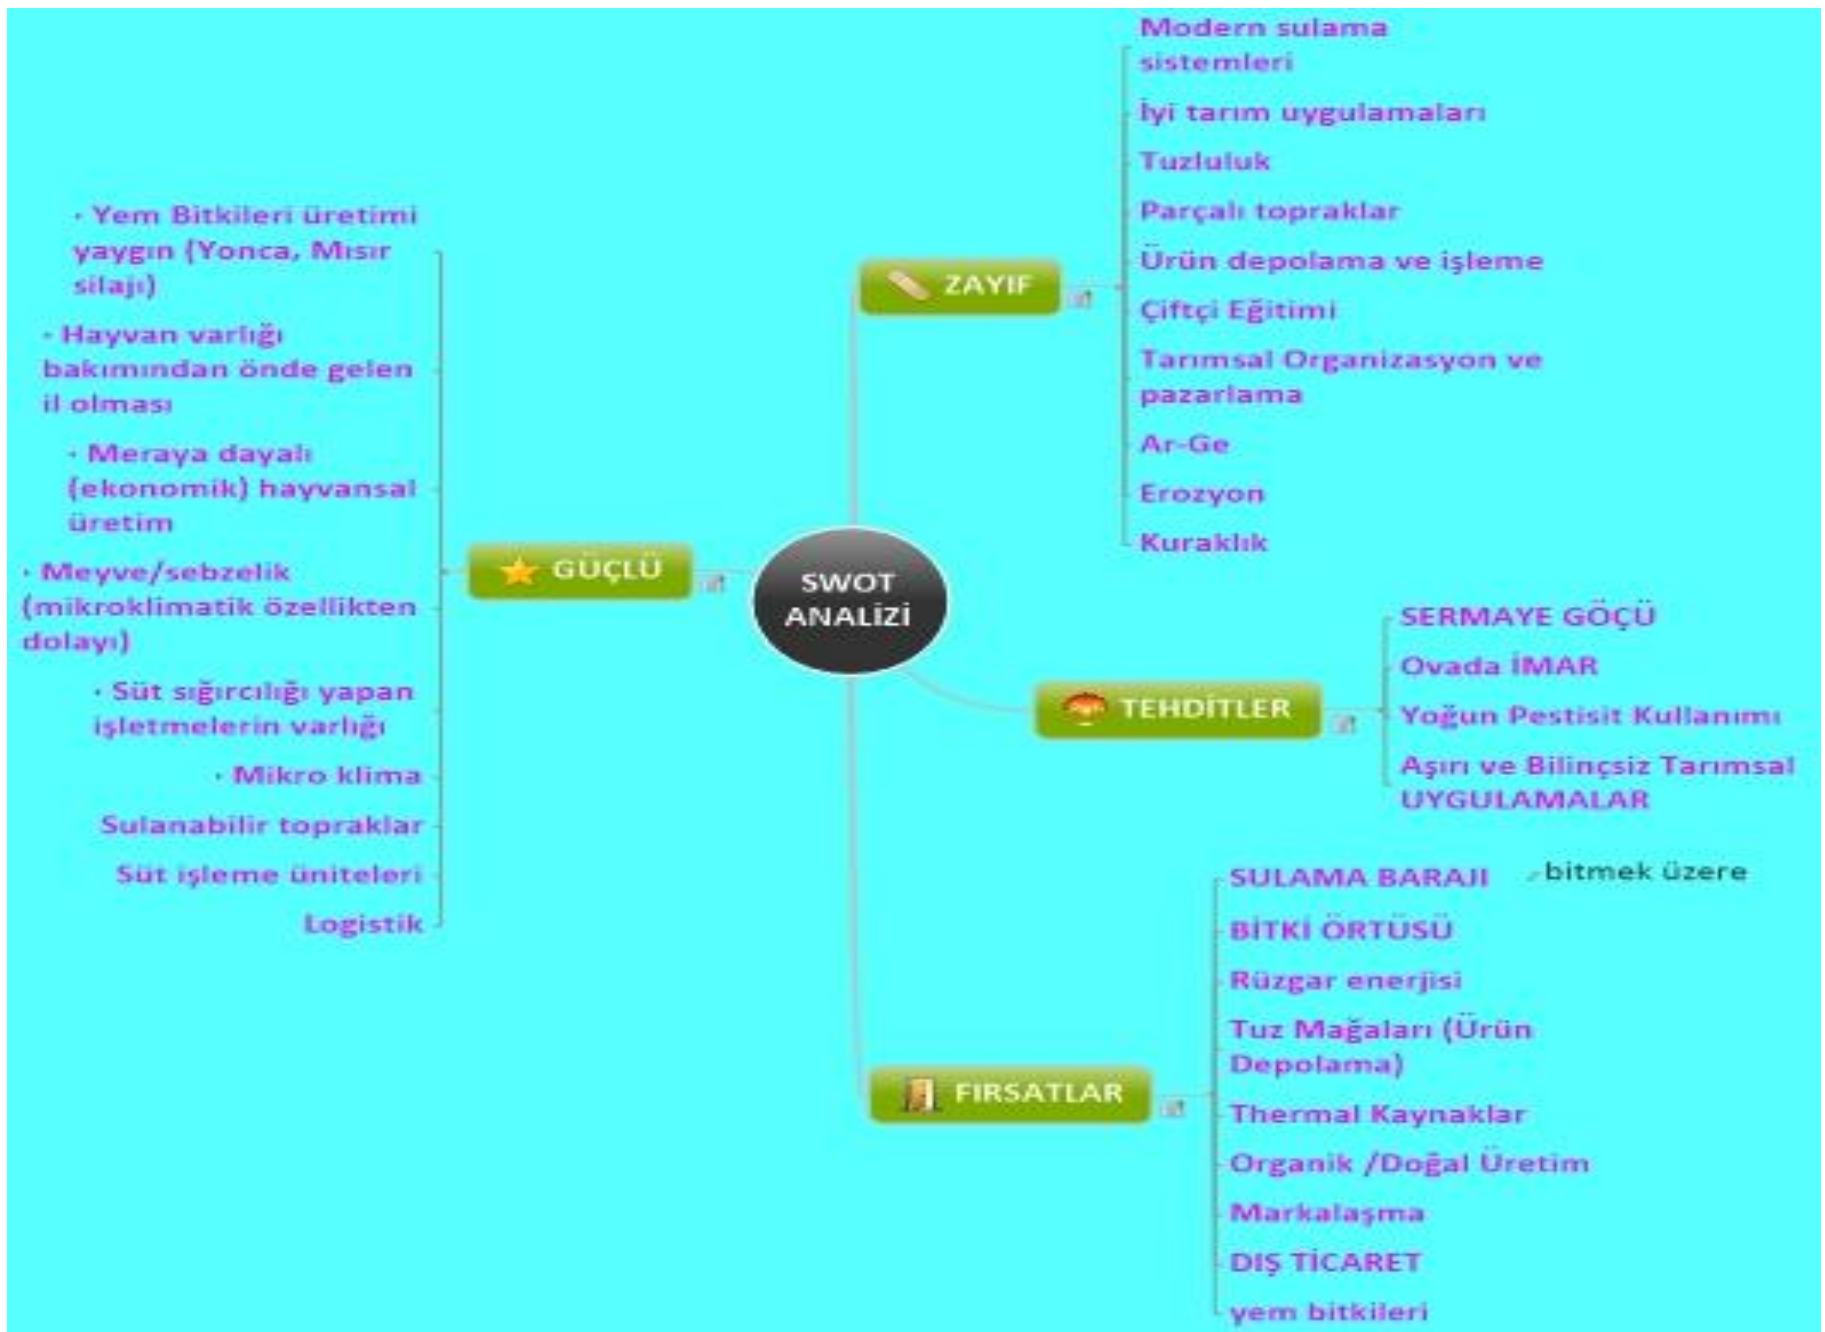 Modern sulama
sistemleri
İyi tarım uygulamaları
Tuzluluk
Parçalı topraklar
Ürün depolama ve işleme
Çiftçi Eğitimi
Tarımsal Organizasyon ve
pazarlama
Ar-Ge
Erozyon
Kuraklık
ZAYIF
· Yem Bitkileri üretimi
yaygın (Yonca, Mısır
silajı)
· Hayvan varlığı
bakımından önde gelen
il olması
· Meraya dayalı
(ekonomik) hayvansal
üretim
· Meyve/sebzelik
(mikroklimatik özellikten
dolayı)
· Süt sığırcılığı yapan
işletmelerin varlığı
· Mikro klima
Sulanabilir topraklar
Süt işleme üniteleri
Logistik
GÜÇLÜ
SWOT
ANALİZİ
TEHDİTLER
SERMAYE GÖÇÜ
Ovada İMAR
Yoğun Pestisit Kullanımı
Aşırı ve Bilinçsiz Tarımsal
UYGULAMALAR
FIRSATLAR
SULAMA BARAJI
bitmek üzere
BİTKİ ÖRTÜSÜ
Rüzgar enerjisi
Tuz Mağaları (Ürün
Depolama)
Thermal Kaynaklar
Organik /Doğal Üretim
Markalaşma
DIŞ TİCARET
yem bitkileri